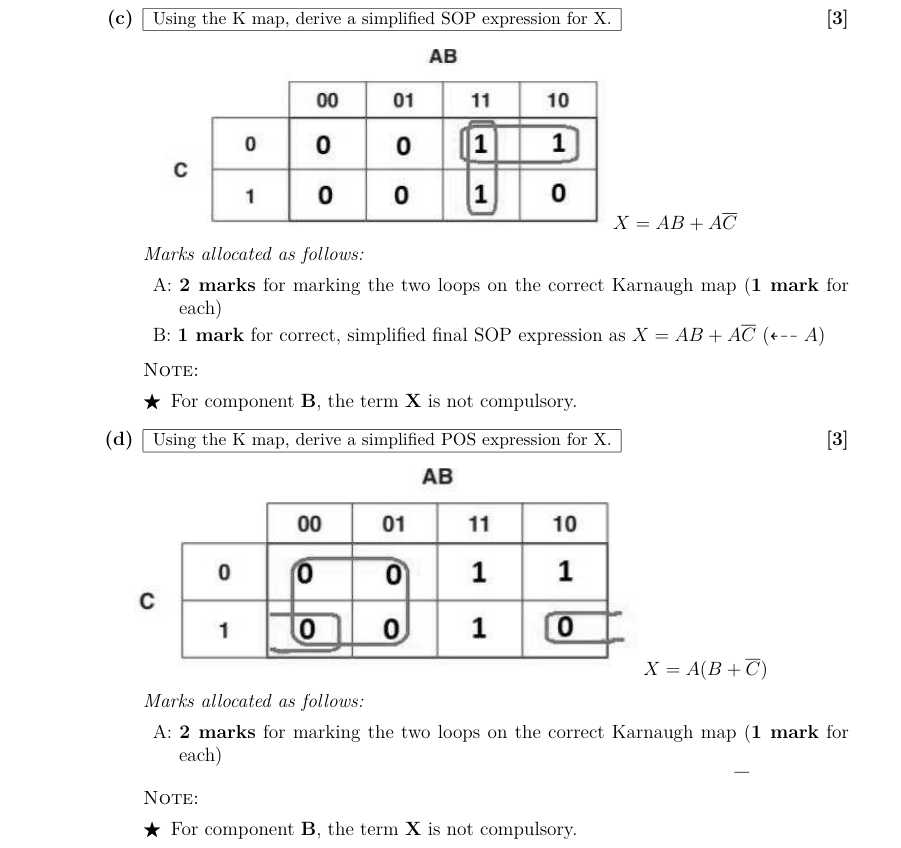 (c) Using the K map, derive a simplified SOP expression for X. [3]
AB
00 01 11 10
0 0 0 1 1
C
1 0 0 1 0
X = AB + AC̅
Marks allocated as follows:
A: 2 marks for marking the two loops on the correct Karnaugh map (1 mark for
each)
B: 1 mark for correct, simplified final SOP expression as X = AB + AC̅ (⇠ A)
NOTE:
★ For component B, the term X is not compulsory.
(d) Using the K map, derive a simplified POS expression for X. [3]
AB
00 01 11 10
0 0 0 1 1
C
1 0 0 1 0
X = A(B + C̅)
Marks allocated as follows:
A: 2 marks for marking the two loops on the correct Karnaugh map (1 mark for
each)
NOTE:
★ For component B, the term X is not compulsory.